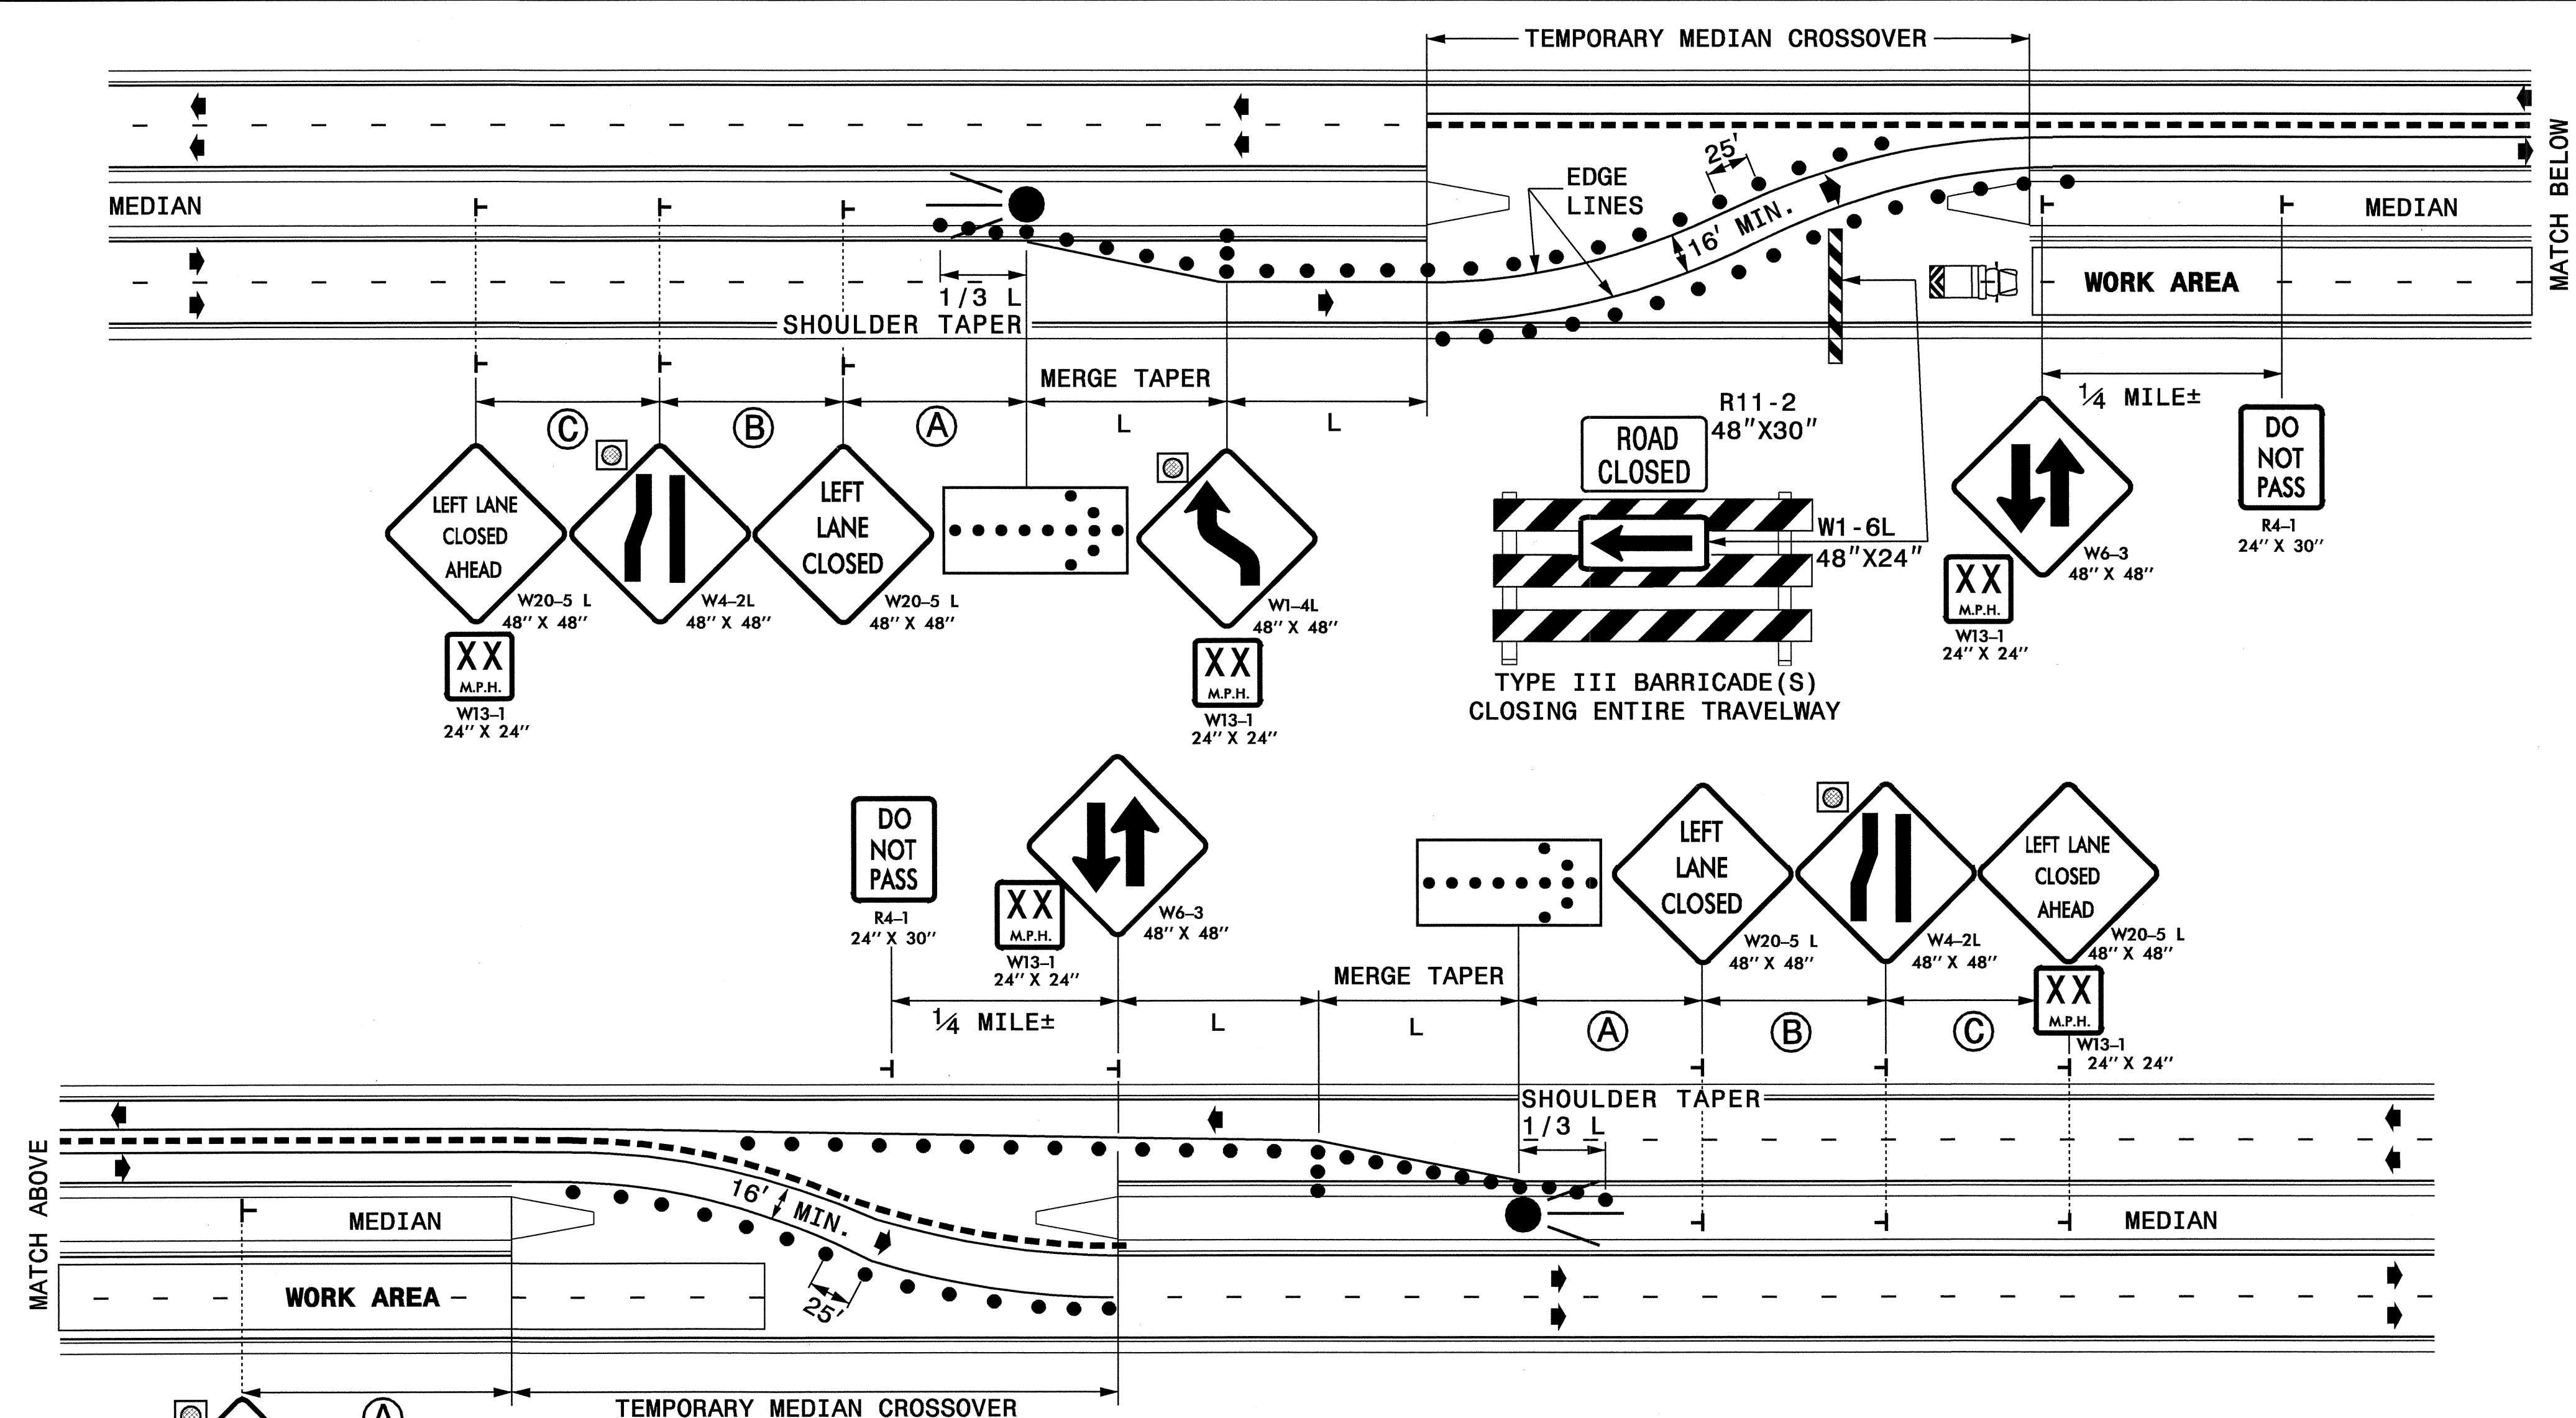 TEMPORARY MEDIAN CROSSOVER
MATCH BELOW
25'
EDGE
LINES
16' MIN.
MEDIAN
MEDIAN
WORK AREA
1/3 L
SHOULDER TAPER
MERGE TAPER
L
L
C
B
A
1/4 MILE±
LEFT LANE
CLOSED
AHEAD
W20-5 L
48" X 48"
XX
M.P.H.
W13-1
24" X 24"
W4-2L
48" X 48"
LEFT
LANE
CLOSED
W20-5 L
48" X 48"
W1-4L
48" X 48"
XX
M.P.H.
W13-1
24" X 24"
R11-2
48"X30"
ROAD
CLOSED
W1-6L
48"X24"
TYPE III BARRICADE(S)
CLOSING ENTIRE TRAVELWAY
W6-3
48" X 48"
XX
M.P.H.
W13-1
24" X 24"
DO
NOT
PASS
R4-1
24" X 30"
DO
NOT
PASS
R4-1
24" X 30"
XX
M.P.H.
W13-1
24" X 24"
W6-3
48" X 48"
LEFT
LANE
CLOSED
W20-5 L
48" X 48"
W4-2L
48" X 48"
LEFT LANE
CLOSED
AHEAD
W20-5 L
48" X 48"
XX
M.P.H.
W13-1
24" X 24"
MERGE TAPER
1/4 MILE±
L
L
A
B
C
SHOULDER TAPER
1/3 L
MATCH ABOVE
16' MIN.
MEDIAN
MEDIAN
WORK AREA
25'
A
TEMPORARY MEDIAN CROSSOVER